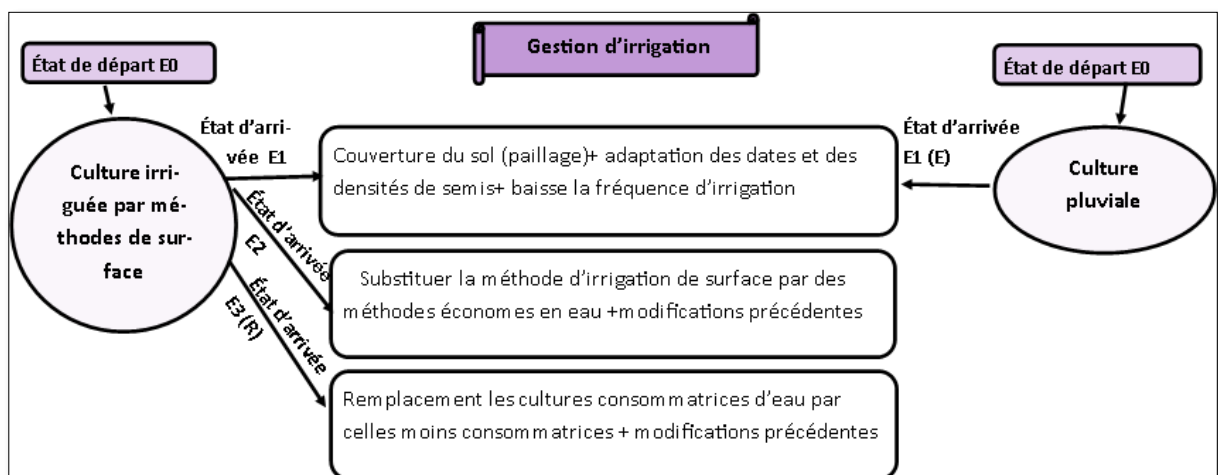 Gestion d'irrigation
État de départ E0
État de départ E0
Culture irri-
guée par mé-
thodes de sur-
face
État d'arri-
vée E1
Couverture du sol (paillage)+ adaptation des dates et des
densités de semis+ baisse la fréquence d'irrigation
État d'arrivée
E1 (E)
Culture
pluviale
État d'arrivée
E2
Substituer la méthode d'irrigation de surface par des
méthodes économes en eau +modifications précédentes
État d'arrivée
E3 (R)
Remplacement les cultures consommatrices d'eau par
celles moins consommatrices + modifications précédentes